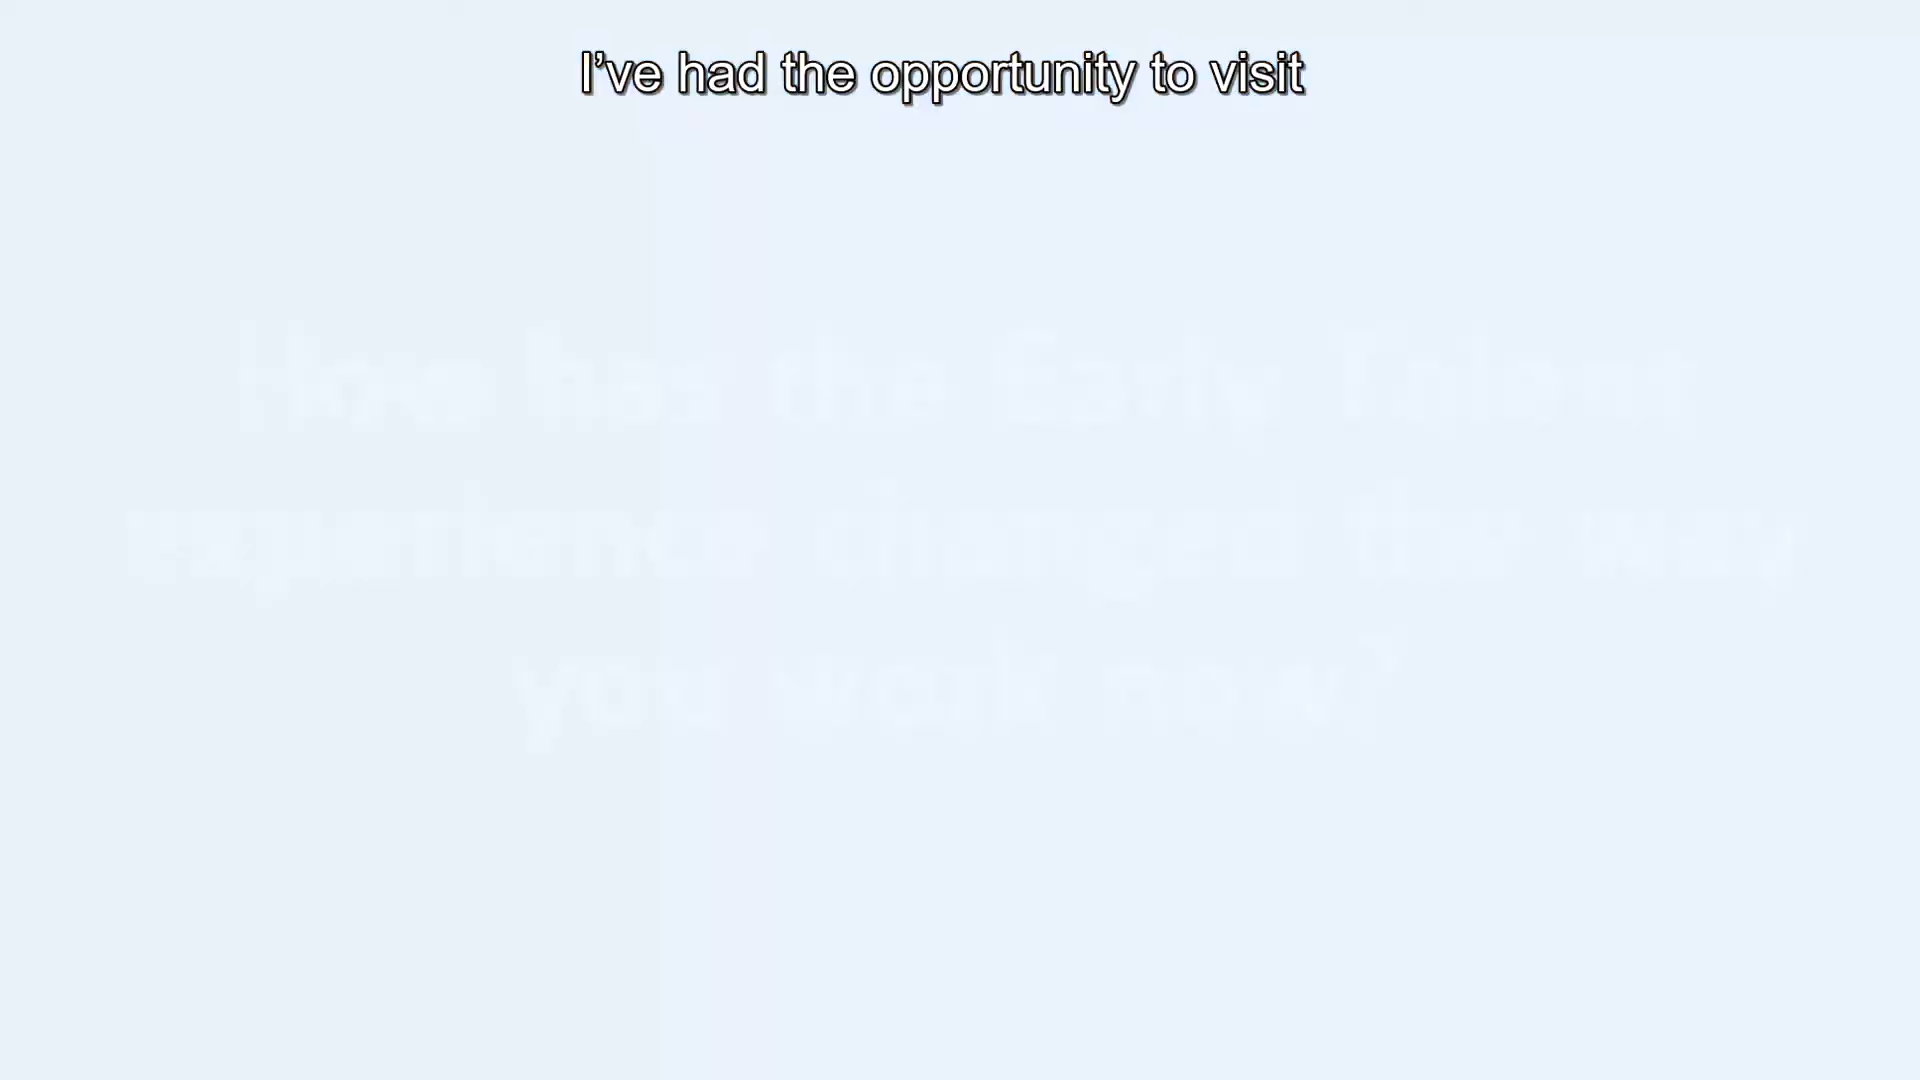 I’ve had the opportunity to visit
How has the Early Talent
experience changed the way
you work now?